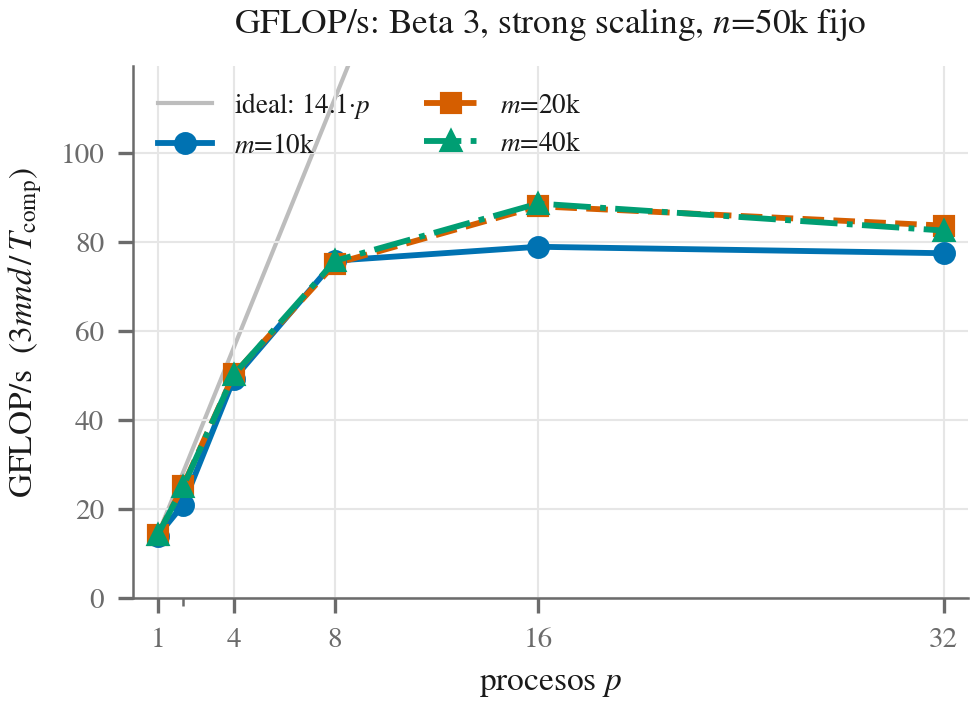 GFLOP/s: Beta 3, strong scaling, n=50k fijo
ideal: 14.1·p
m=10k
m=20k
m=40k
GFLOP/s (3mnd/T_comp)
100
80
60
40
20
0
1 4 8 16 32
procesos p